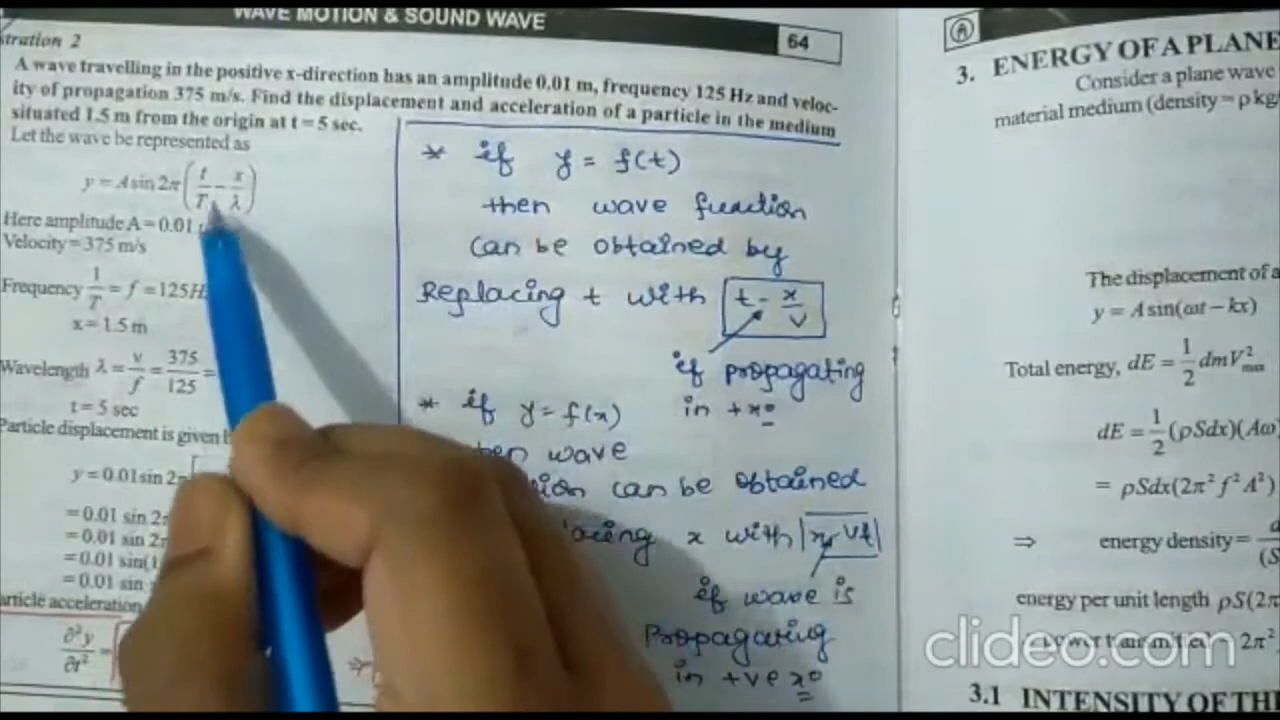 WAVE MOTION & SOUND WAVE
64
stration 2
A wave travelling in the positive x-direction has an amplitude 0.01 m, frequency 125 Hz and veloc-
ity of propagation 375 m/s. Find the displacement and acceleration of a particle in the medium
situated 1.5 m from the origin at t = 5 sec.
Let the wave be represented as
y = A sin 2π (t/T - x/λ)
Here amplitude A = 0.01
Velocity = 375 m/s
Frequency 1/T = f = 125H
x = 1.5 m
Wavelength λ = v/f = 375/125 =
t = 5 sec
Particle displacement is given
y = 0.01 sin 2π [
= 0.01 sin 2π
= 0.01 sin 2π
= 0.01 sin(1
= 0.01 sin
article acceleration
∂²y/∂t² =
* if y = f(t)
then wave function
can be obtained by
Replacing t with t - x/v
if propagating
in +x
* if y = f(x)
wave
can be obtained
x with
if wave is
Propagating
in +ve x
3. ENERGY OF A PLANE
Consider a plane wave
material medium (density = ρ kg/
The displacement of a
y = A sin(ωt – kx)
Total energy, dE = 1/2 dmV²max
dE = 1/2 (ρSdx)(Aω)
= ρSdx(2π² f² A²)
⇒ energy density =
energy per unit length ρS(2π
2π²
clideo.com
3.1 INTENSITY OF TH